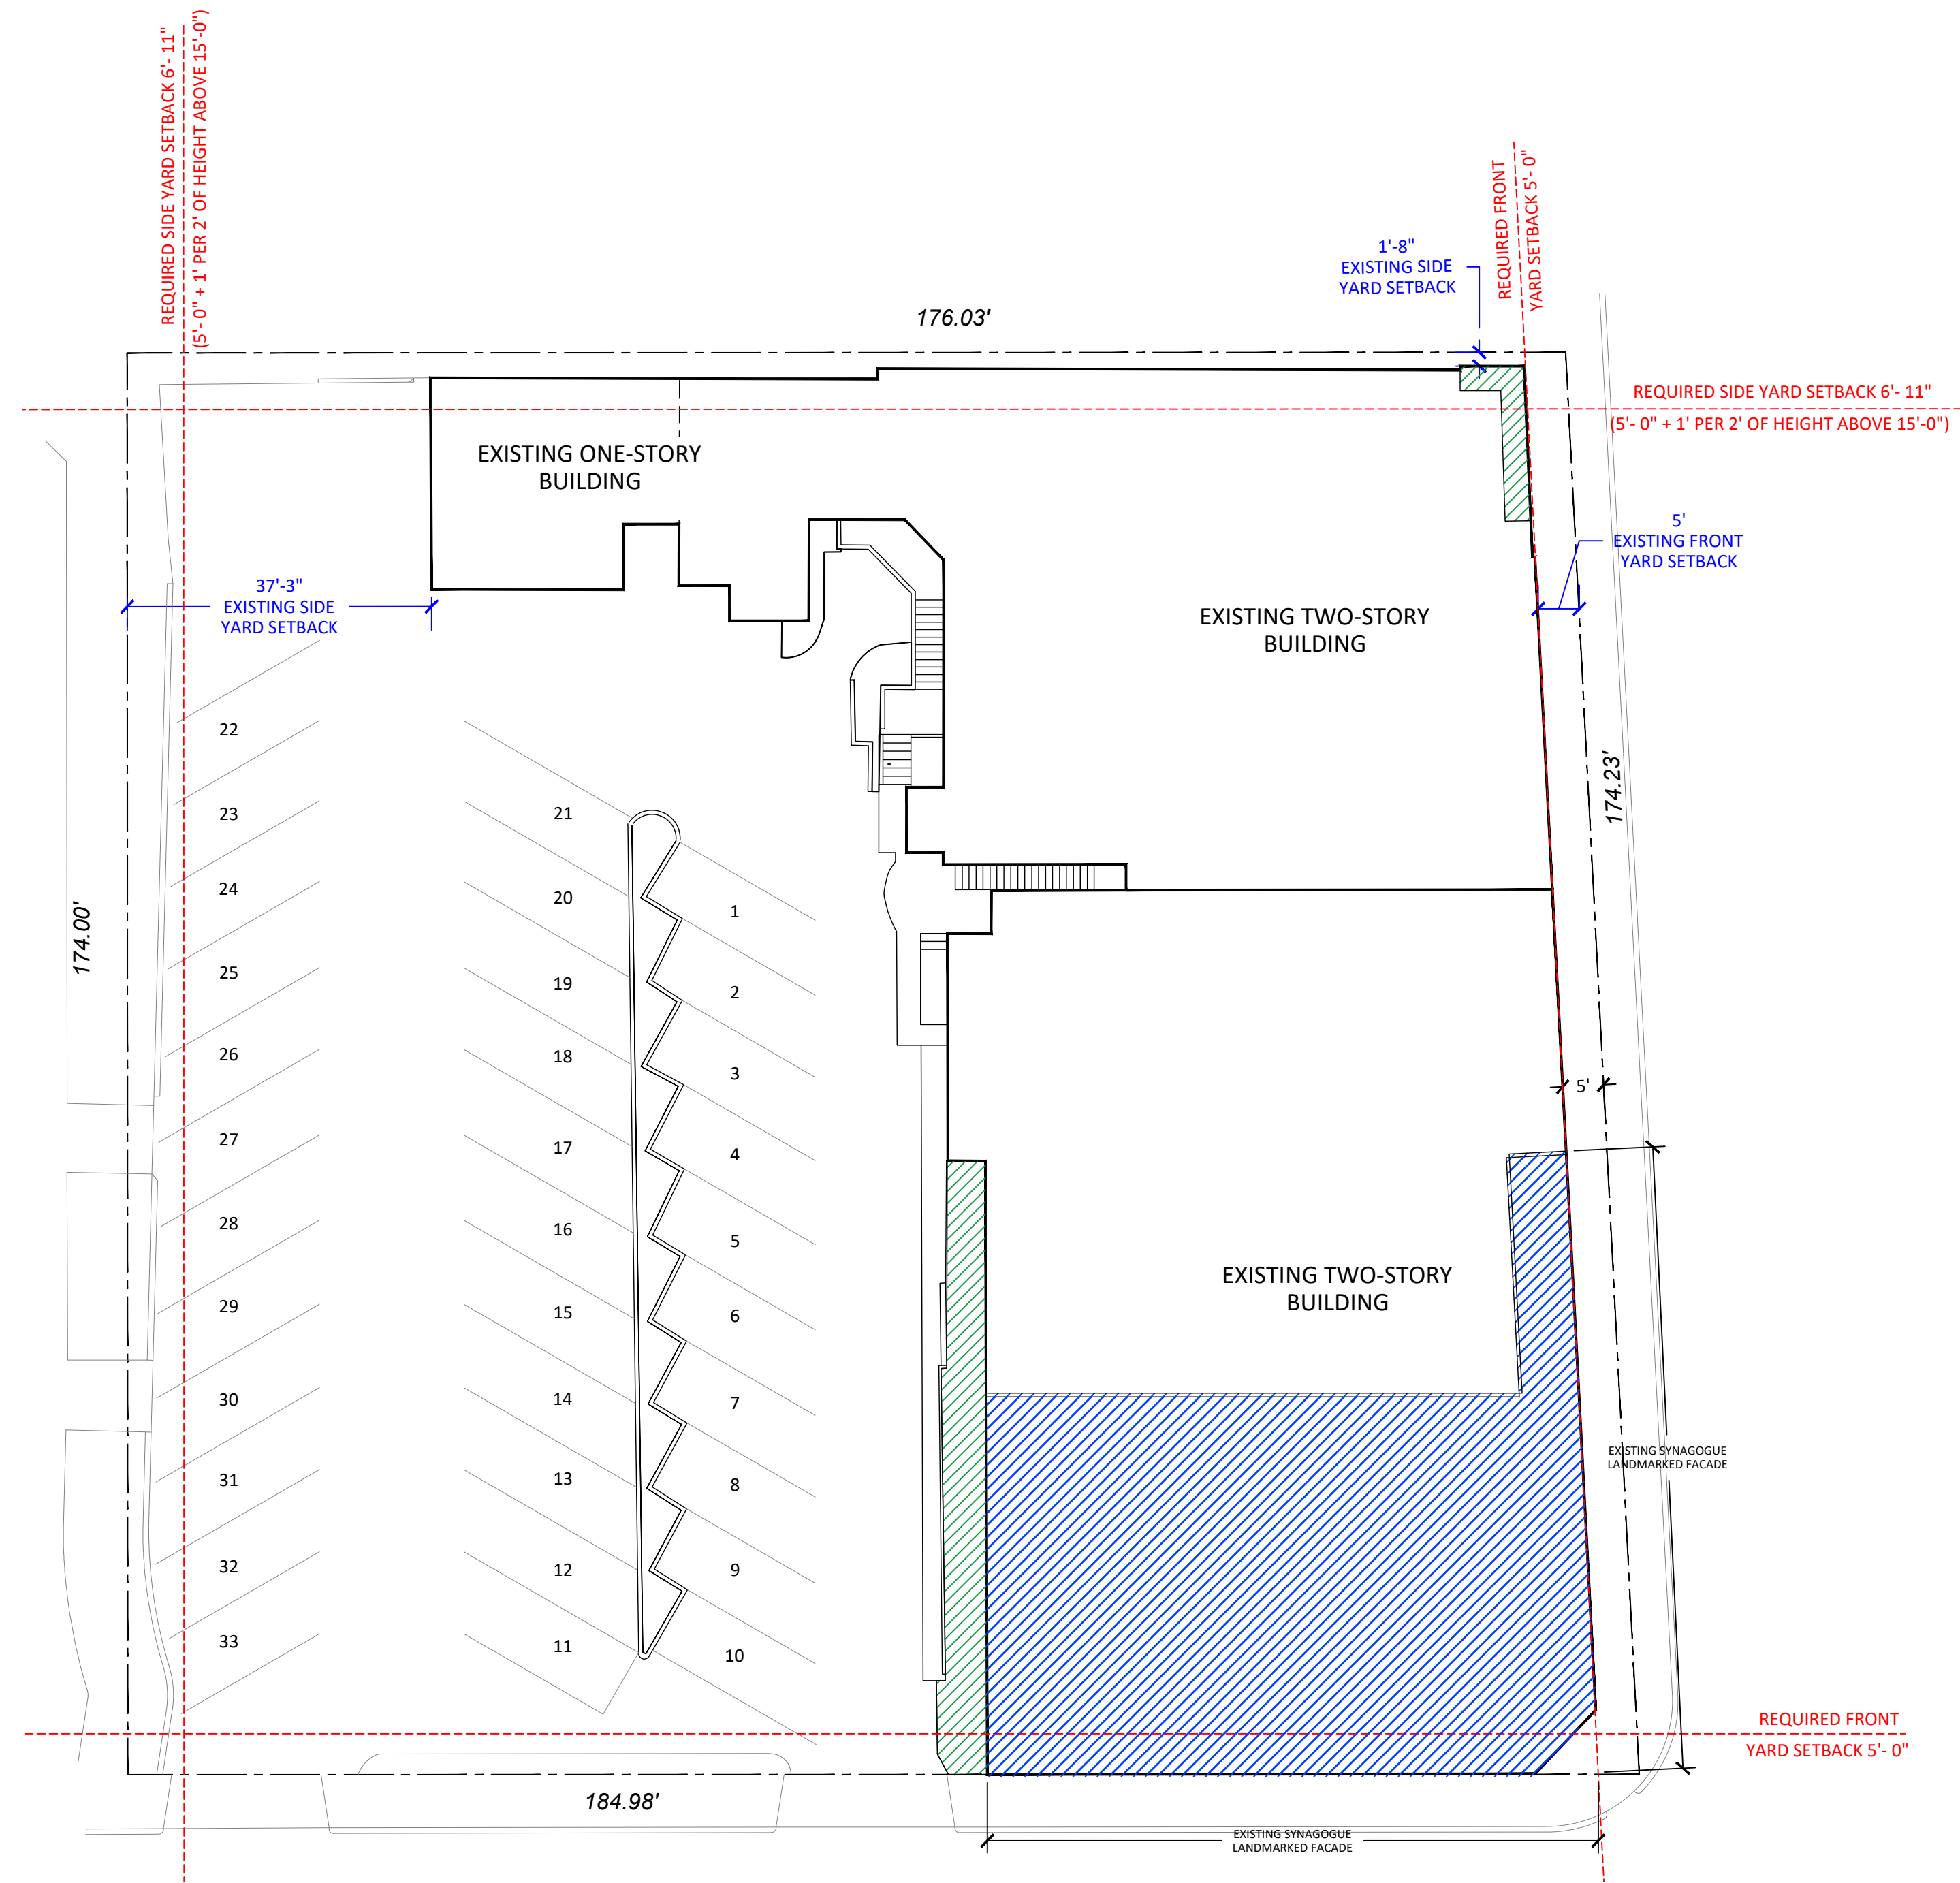 REQUIRED SIDE YARD SETBACK 6'- 11"
(5'- 0" + 1' PER 2' OF HEIGHT ABOVE 15'-0")
REQUIRED FRONT
YARD SETBACK 5'- 0"
1'-8"
EXISTING SIDE
YARD SETBACK
176.03'
REQUIRED SIDE YARD SETBACK 6'- 11"
(5'- 0" + 1' PER 2' OF HEIGHT ABOVE 15'-0")
EXISTING ONE-STORY
BUILDING
5'
EXISTING FRONT
YARD SETBACK
37'-3"
EXISTING SIDE
YARD SETBACK
EXISTING TWO-STORY
BUILDING
174.23'
174.00'
22
23
24
25
26
27
28
29
30
31
32
33
21
20
19
18
17
16
15
14
13
12
11
1
2
3
4
5
6
7
8
9
10
5'
EXISTING TWO-STORY
BUILDING
EXISTING SYNAGOGUE
LANDMARKED FACADE
REQUIRED FRONT
YARD SETBACK 5'- 0"
184.98'
EXISTING SYNAGOGUE
LANDMARKED FACADE